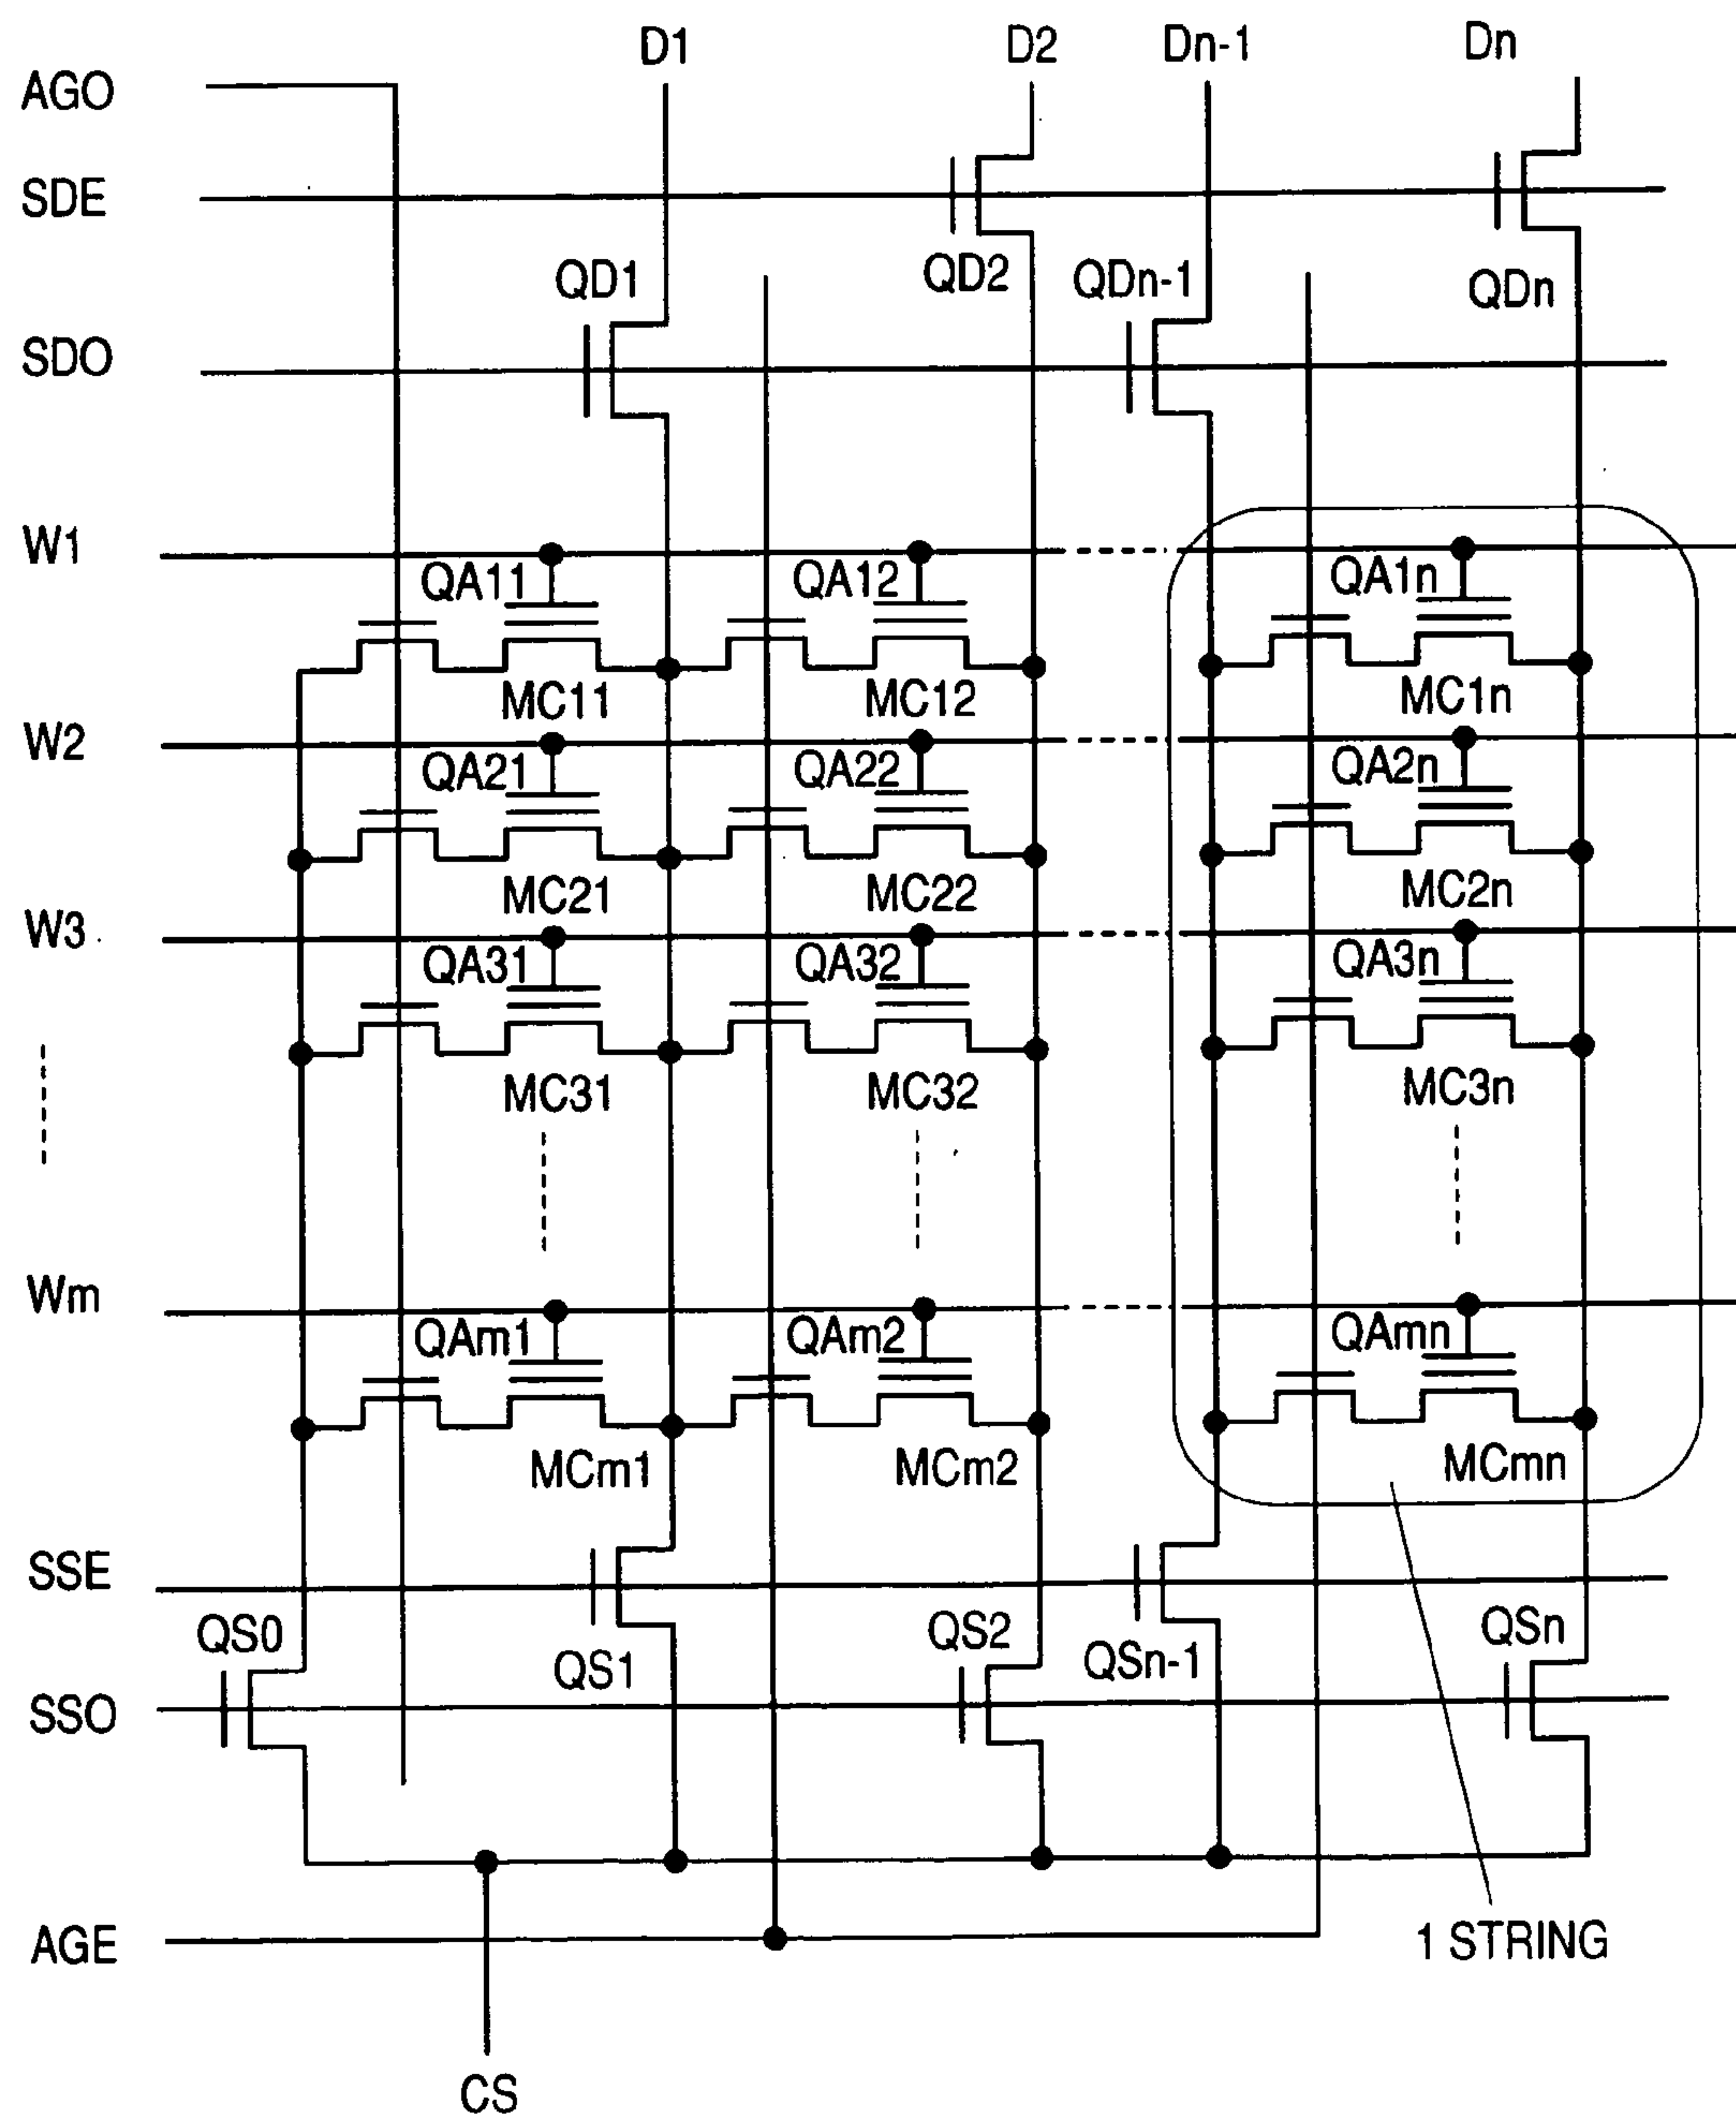 D1 D2 Dn-1 Dn
AGO
SDE
QD1 QD2 QDn-1 QDn
SDO
W1
QA11 QA12 QA1n
MC11 MC12 MC1n
W2
QA21 QA22 QA2n
MC21 MC22 MC2n
W3
QA31 QA32 QA3n
MC31 MC32 MC3n
Wm
QAm1 QAm2 QAmn
MCm1 MCm2 MCmn
SSE
QS0 QS1 QS2 QSn-1 QSn
SSO
AGE
1 STRING
CS